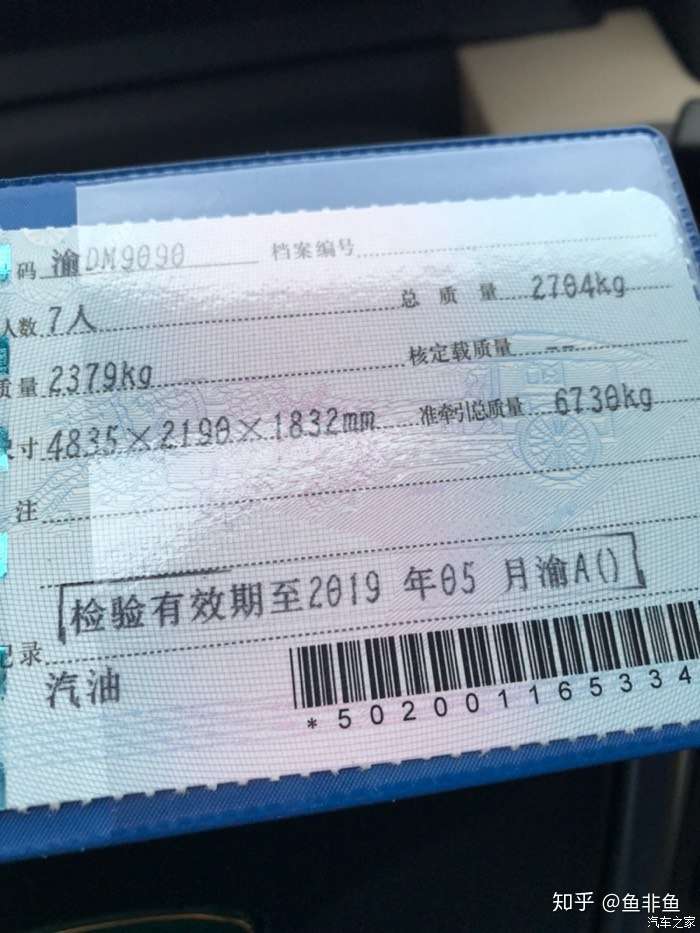 码 渝DM9090 档案编号
人数 7人 总质量 2704kg
质量 2379kg 核定载质量 --
寸 4835×2190×1832mm 准牵引总质量 6730kg
注
检验有效期至2019 年05 月渝A()
记录
汽油
*502001165334
知乎 @鱼非鱼
汽车之家